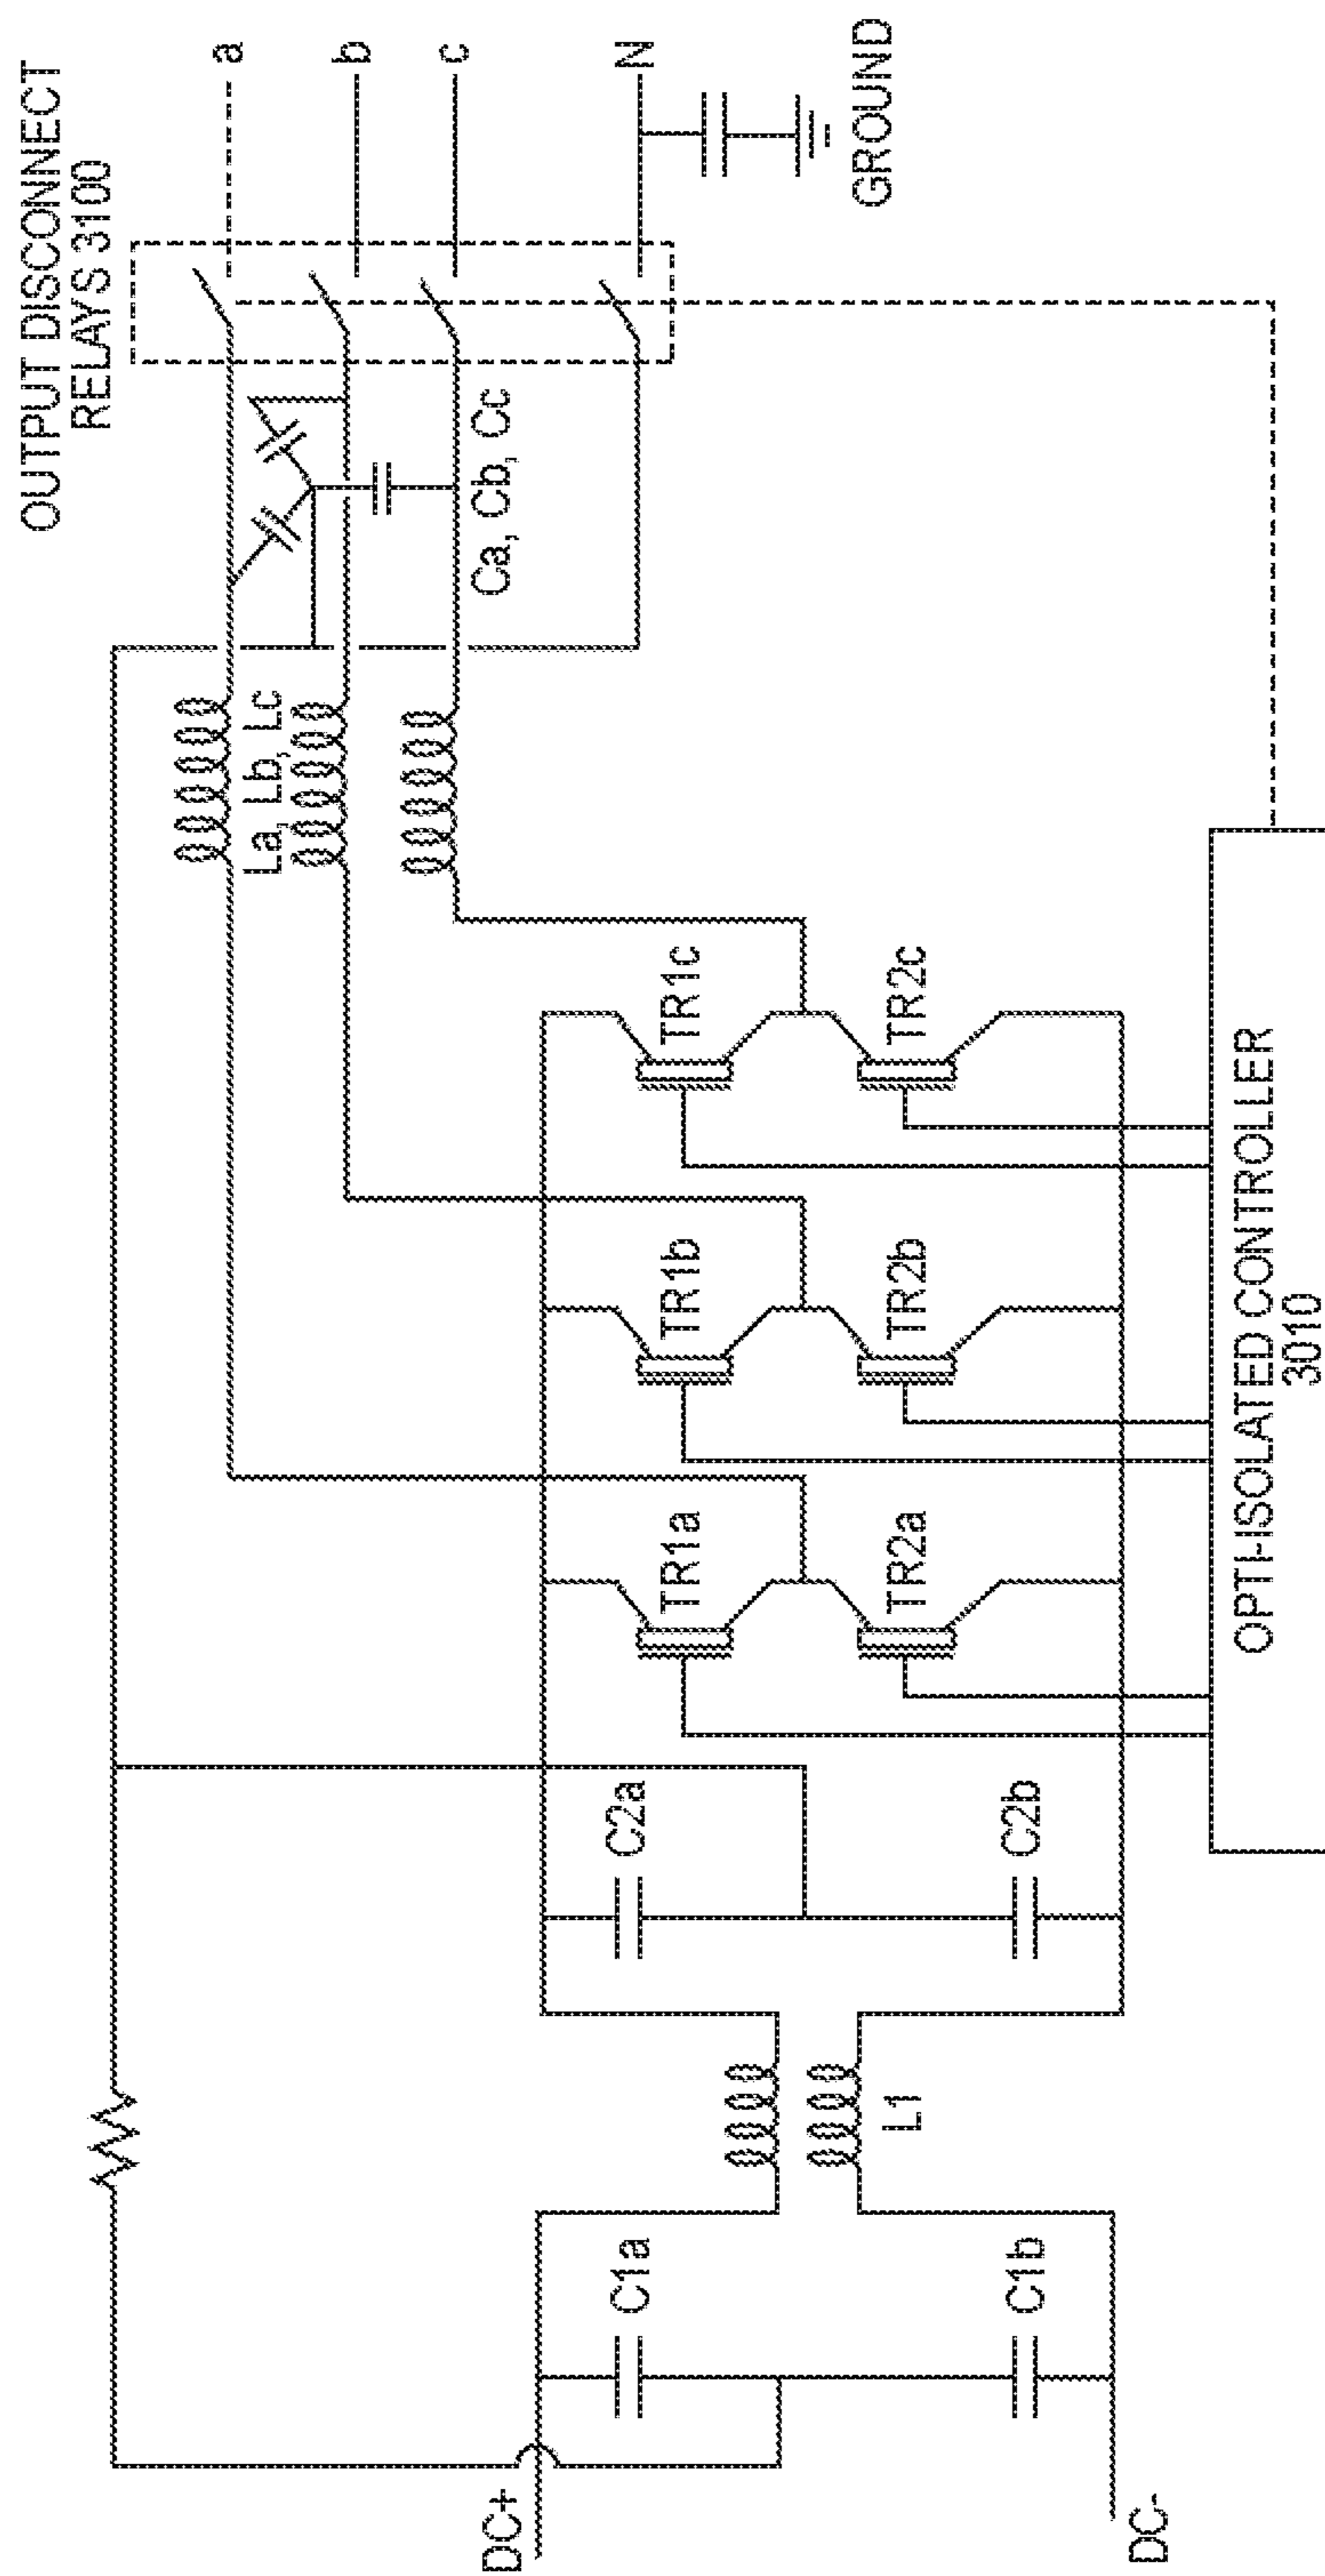 OUTPUT DISCONNECT
RELAYS 3100
a
b
c
N
GROUND
La, Lb, Lc
Ca, Cb, Cc
TR1a
TR1b
TR1c
TR2a
TR2b
TR2c
C2a
C2b
C1a
C1b
L1
DC+
DC-
OPTI-ISOLATED CONTROLLER
3010